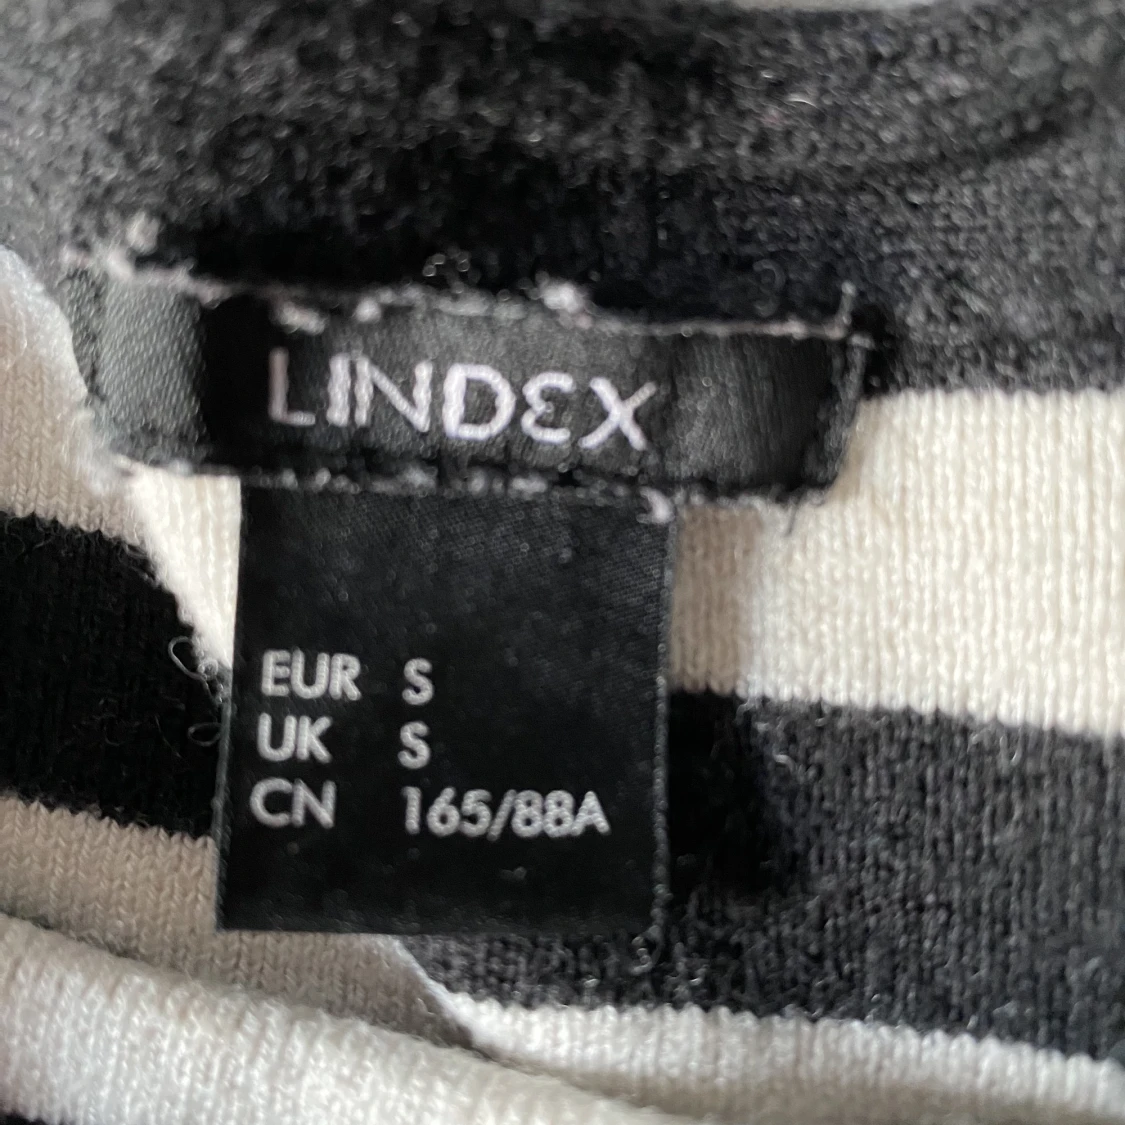 LINDEX
EUR S
UK S
CN 165/88A